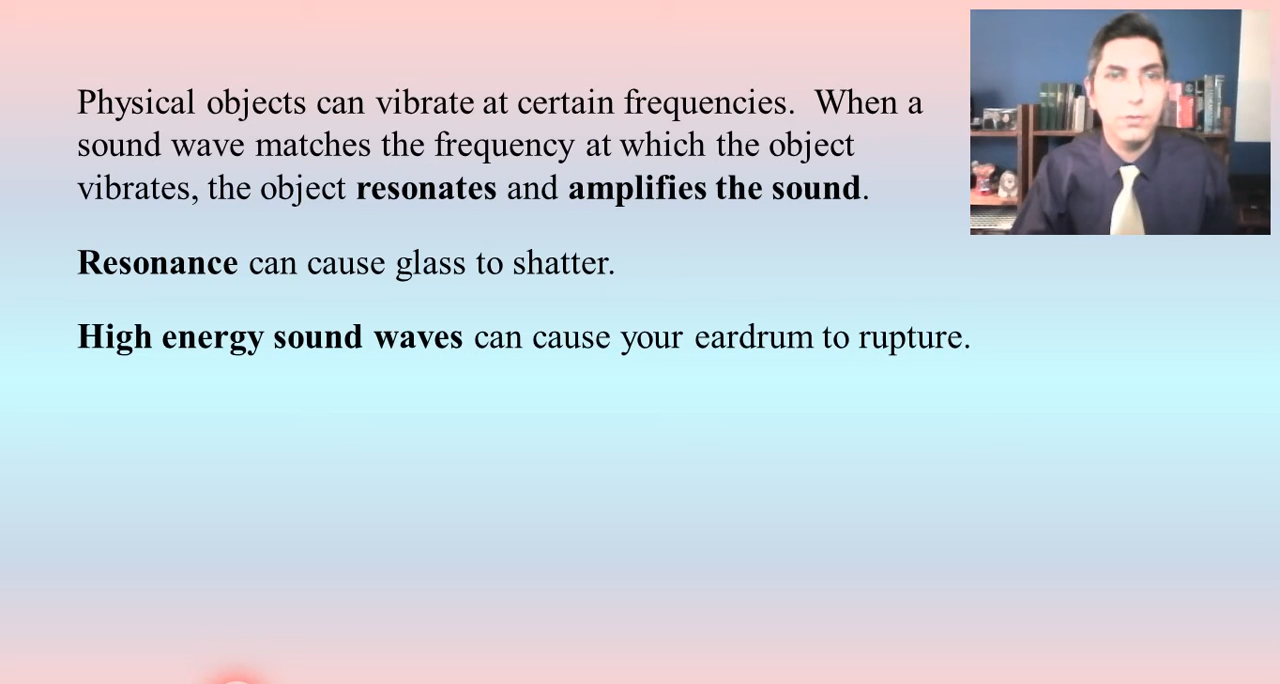 Physical objects can vibrate at certain frequencies.  When a
sound wave matches the frequency at which the object
vibrates, the object resonates and amplifies the sound.
Resonance can cause glass to shatter.
High energy sound waves can cause your eardrum to rupture.